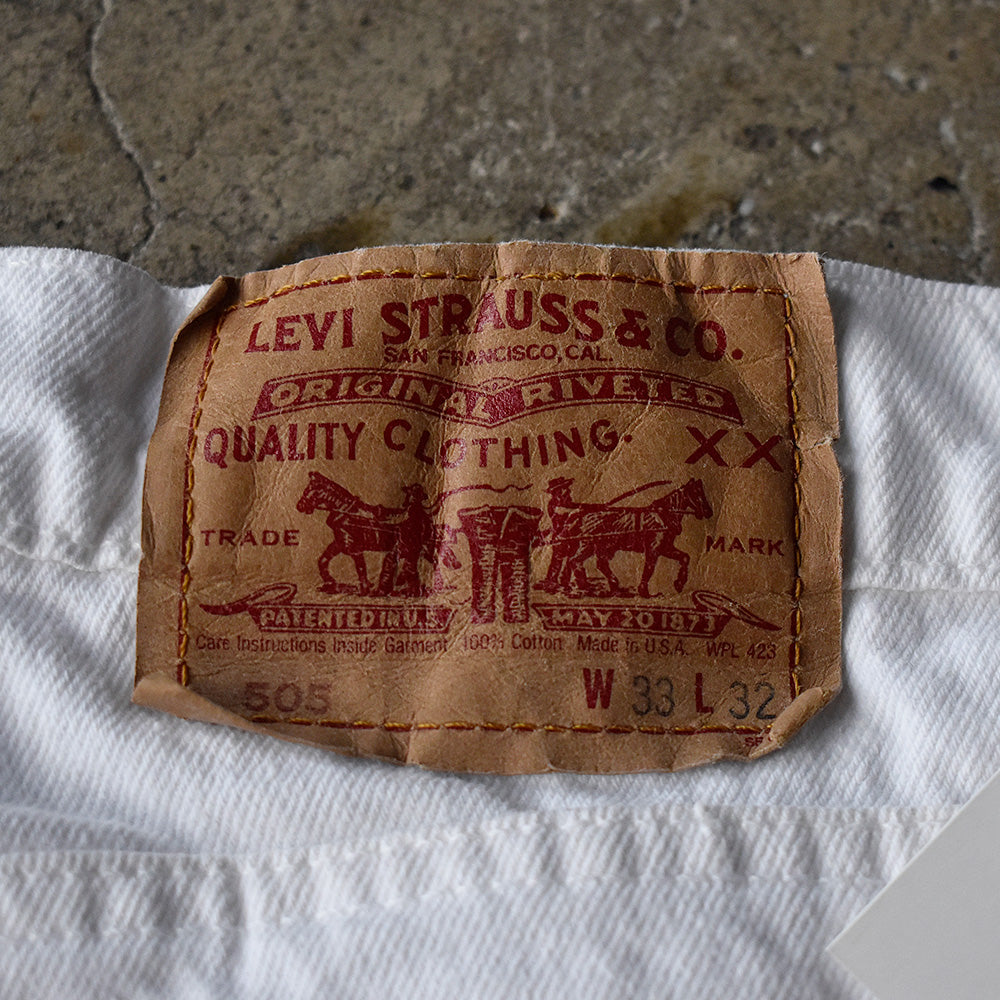 LEVI STRAUSS & CO.
SAN FRANCISCO, CAL.
ORIGINAL RIVETED
QUALITY CLOTHING. XX
TRADE MARK
PATENTED IN U.S. MAY 20 1873
Care Instructions Inside Garment 100% Cotton Made in U.S.A. WPL 423
505 W 33 L 32